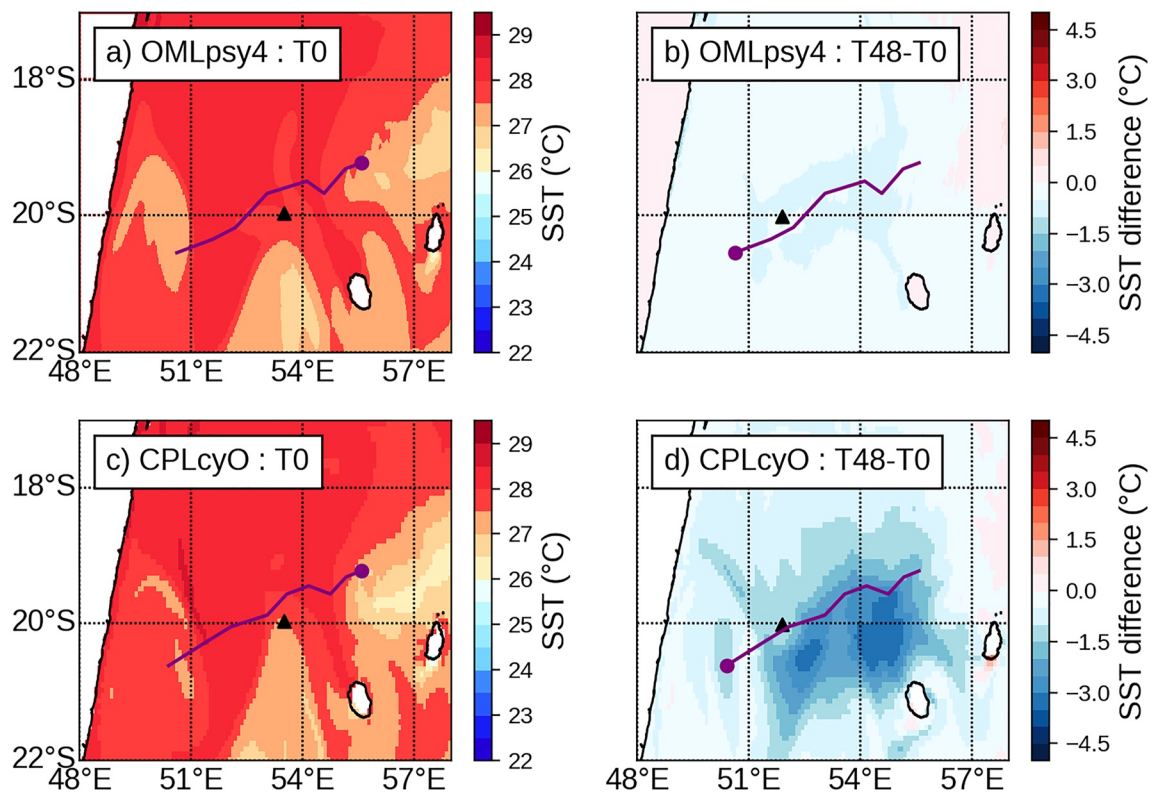 a) OMLpsy4 : T0
18°S
20°S
22°S
48°E 51°E 54°E 57°E
29
28
27
26
25
24
23
22
SST (°C)
b) OMLpsy4 : T48-T0
4.5
3.0
1.5
0.0
−1.5
−3.0
−4.5
SST difference (°C)
c) CPLcyO : T0
18°S
20°S
22°S
48°E 51°E 54°E 57°E
29
28
27
26
25
24
23
22
SST (°C)
d) CPLcyO : T48-T0
48°E 51°E 54°E 57°E
4.5
3.0
1.5
0.0
−1.5
−3.0
−4.5
SST difference (°C)